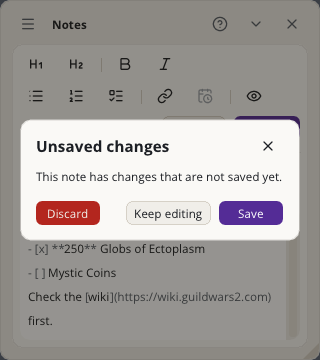 Notes
H1 H2 B I
Unsaved changes
This note has changes that are not saved yet.
Discard Keep editing Save
- [x] **250** Globs of Ectoplasm
- [ ] Mystic Coins
Check the [wiki](https://wiki.guildwars2.com)
first.